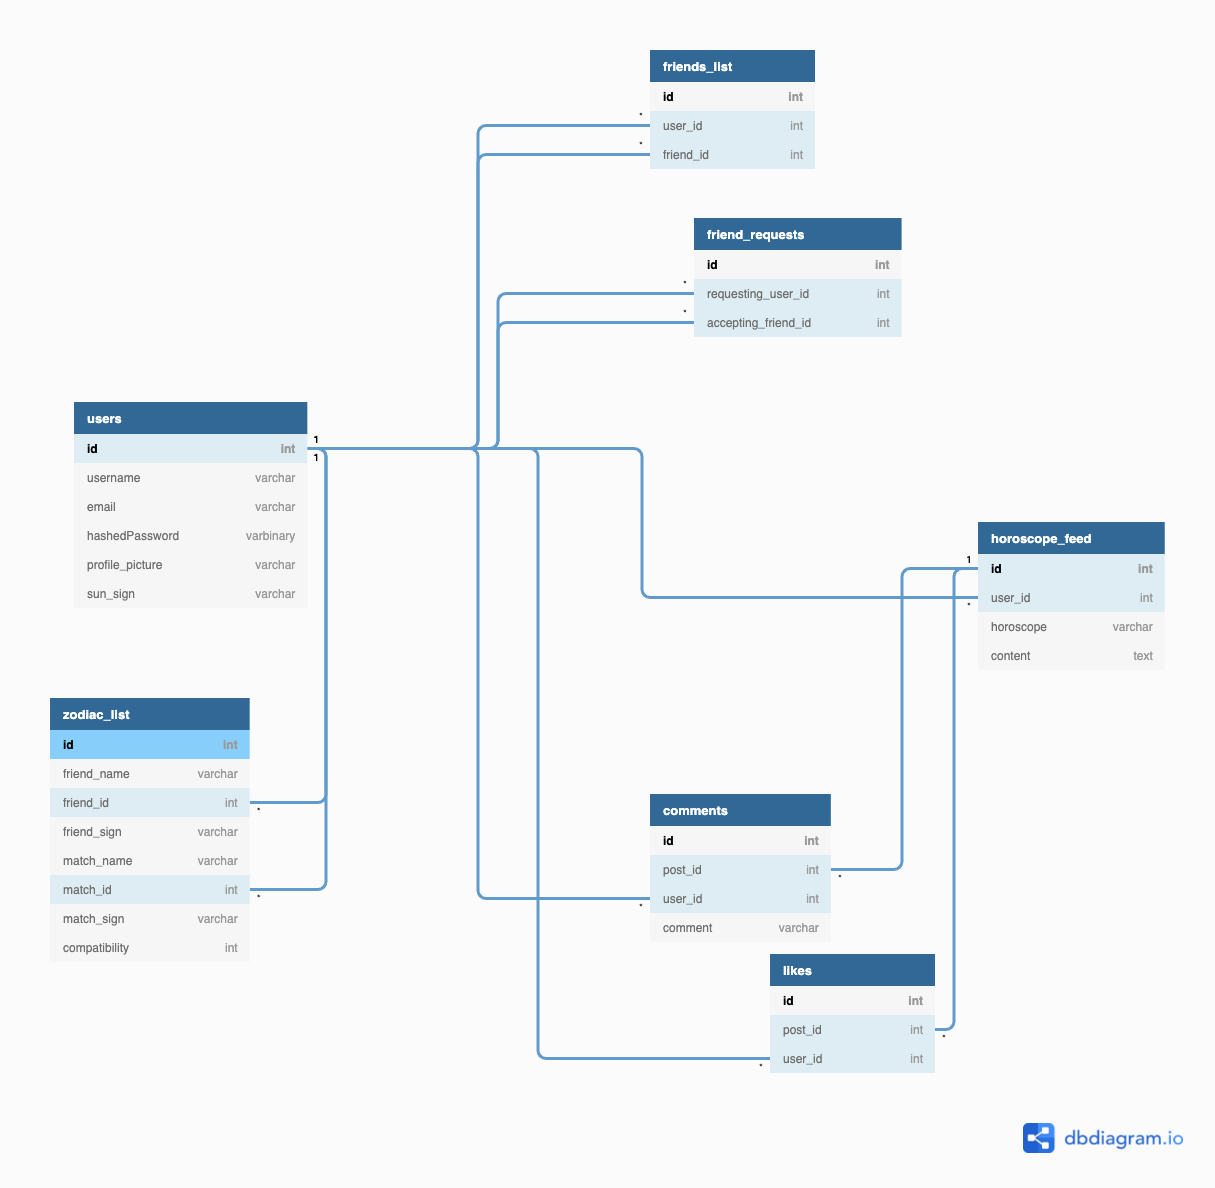 friends_list
id int
user_id int
*
friend_id int
*
friend_requests
id int
requesting_user_id int
*
accepting_friend_id int
*
users
id int
1
1
username varchar
email varchar
hashedPassword varbinary
profile_picture varchar
sun_sign varchar
horoscope_feed
1
id int
user_id int
*
horoscope varchar
content text
zodiac_list
id int
friend_name varchar
friend_id int
*
friend_sign varchar
match_name varchar
match_id int
*
match_sign varchar
compatibility int
comments
id int
post_id int
*
user_id int
*
comment varchar
likes
id int
post_id int
*
user_id int
*
dbdiagram.io